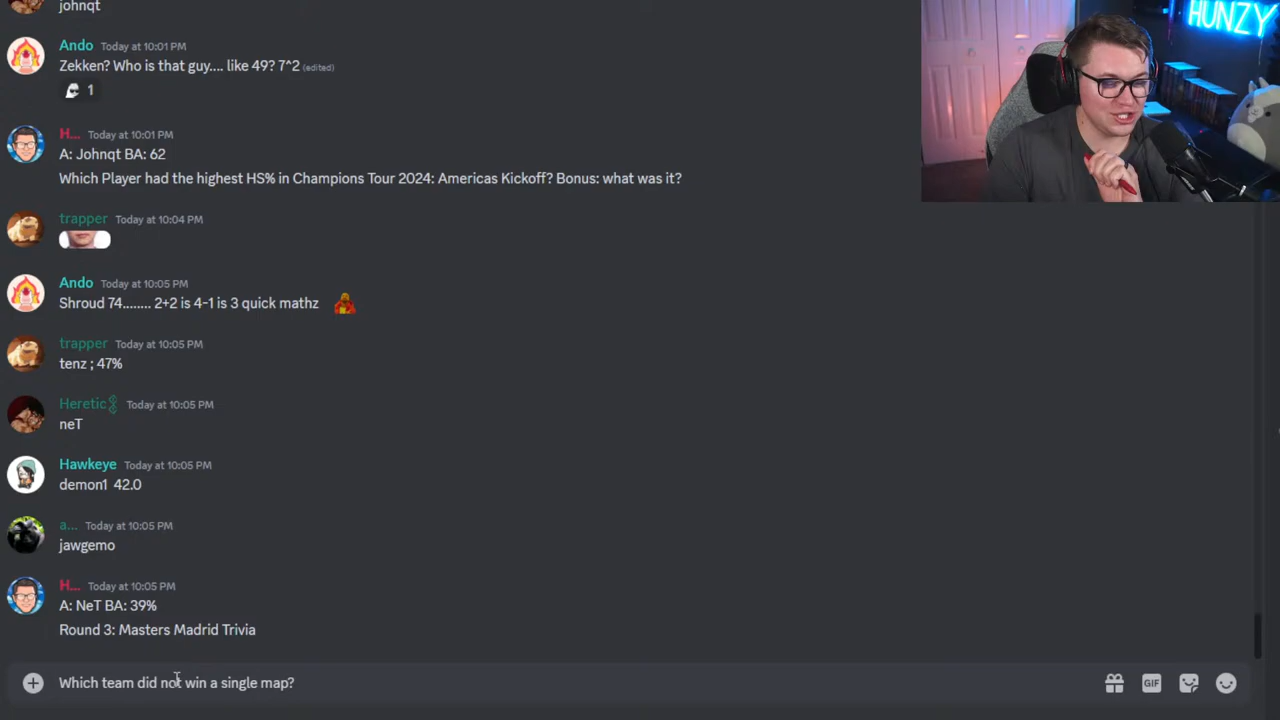 johnqt
HUNZY
Ando Today at 10:01 PM
Zekken? Who is that guy.... like 49? 7^2 (edited)
1
H... Today at 10:01 PM
A: Johnqt BA: 62
Which Player had the highest HS% in Champions Tour 2024: Americas Kickoff? Bonus: what was it?
trapper Today at 10:04 PM
Ando Today at 10:05 PM
Shroud 74........ 2+2 is 4-1 is 3 quick mathz
trapper Today at 10:05 PM
tenz ; 47%
Heretic Today at 10:05 PM
neT
Hawkeye Today at 10:05 PM
demon1 42.0
a... Today at 10:05 PM
jawgemo
H... Today at 10:05 PM
A: NeT BA: 39%
Round 3: Masters Madrid Trivia
Which team did not win a single map?
GIF